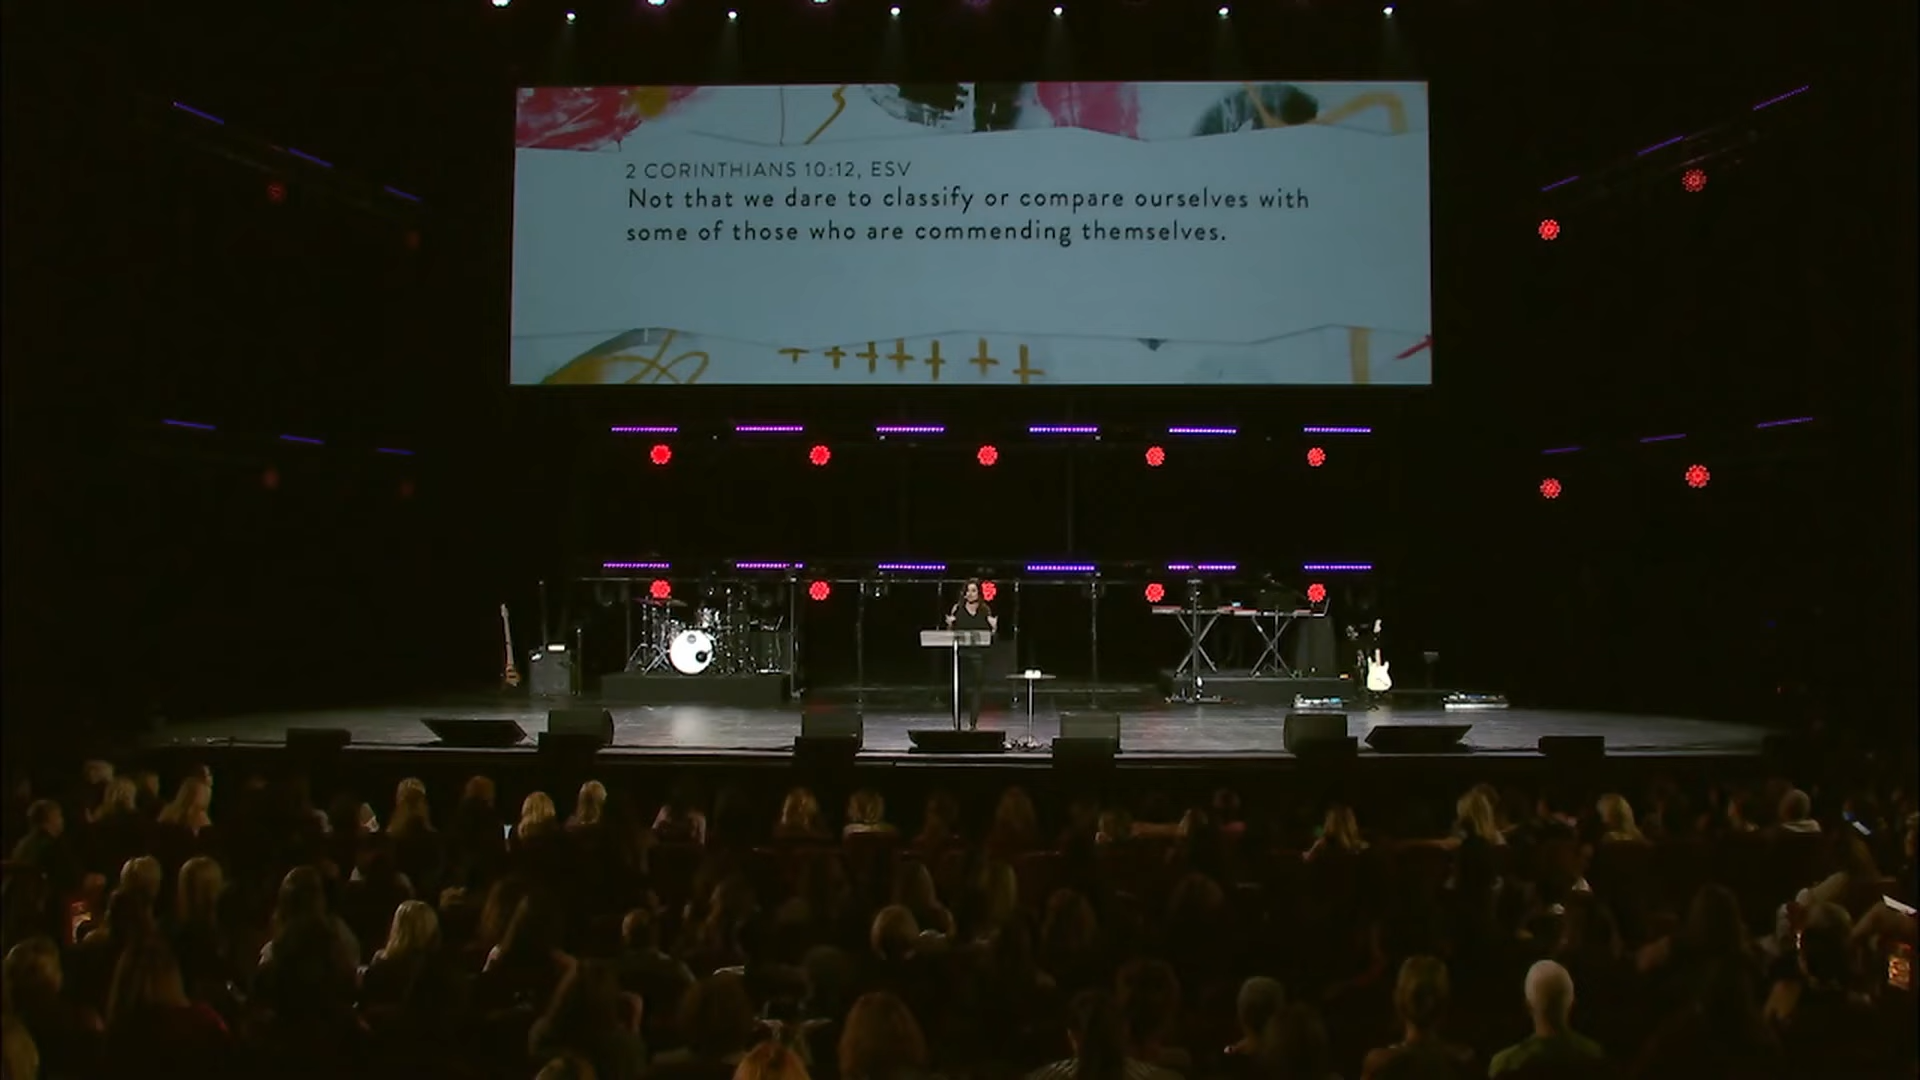 2 CORINTHIANS 10:12, ESV
Not that we dare to classify or compare ourselves with
some of those who are commending themselves.